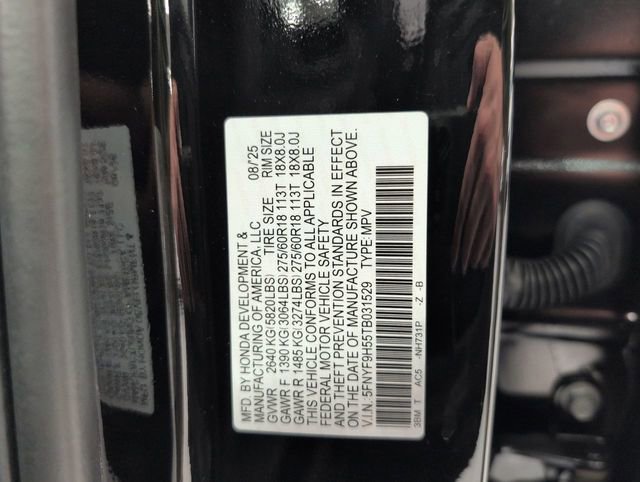 MFD. BY HONDA DEVELOPMENT &
MANUFACTURING OF AMERICA, LLC. 08/25
GVWR 2640 KG(5820LBS) TIRE SIZE RIM SIZE
GAWR F 1390 KG(3064LBS) 275/60R18 113T 18X8.0J
GAWR R 1485 KG(3274LBS) 275/60R18 113T 18X8.0J
THIS VEHICLE CONFORMS TO ALL APPLICABLE
FEDERAL MOTOR VEHICLE SAFETY
AND THEFT PREVENTION STANDARDS IN EFFECT
ON THE DATE OF MANUFACTURE SHOWN ABOVE.
V.I.N. 5FNYF9H55TB031529 TYPE:MPV
3BM T AC5 -NH731P -Z -B